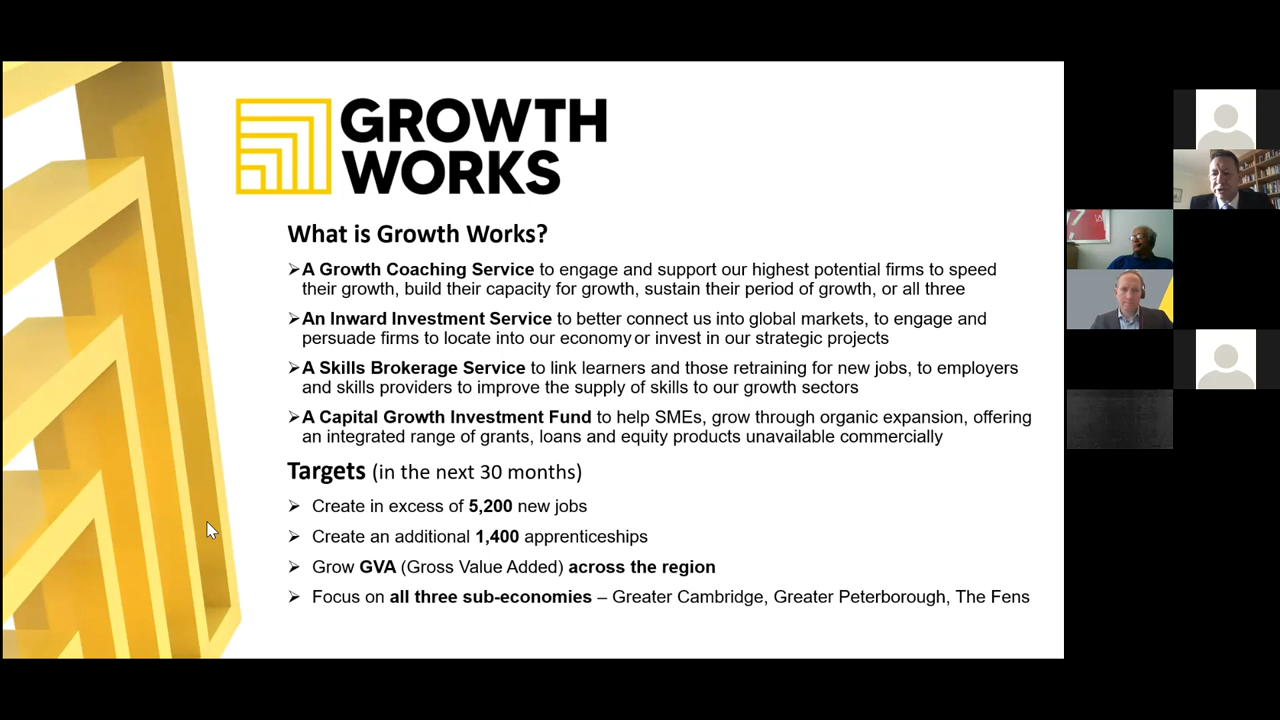 GROWTH
WORKS
What is Growth Works?
➢A Growth Coaching Service to engage and support our highest potential firms to speed
their growth, build their capacity for growth, sustain their period of growth, or all three
➢An Inward Investment Service to better connect us into global markets, to engage and
persuade firms to locate into our economy or invest in our strategic projects
➢A Skills Brokerage Service to link learners and those retraining for new jobs, to employers
and skills providers to improve the supply of skills to our growth sectors
➢A Capital Growth Investment Fund to help SMEs, grow through organic expansion, offering
an integrated range of grants, loans and equity products unavailable commercially
Targets (in the next 30 months)
➢ Create in excess of 5,200 new jobs
➢ Create an additional 1,400 apprenticeships
➢ Grow GVA (Gross Value Added) across the region
➢ Focus on all three sub-economies – Greater Cambridge, Greater Peterborough, The Fens